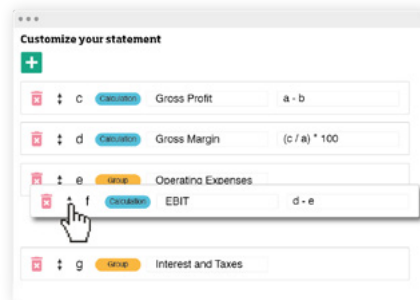 Customize your statement
+
c Calculation Gross Profit a - b
d Calculation Gross Margin (c / a) * 100
e Group Operating Expenses
f Calculation EBIT d - e
g Group Interest and Taxes